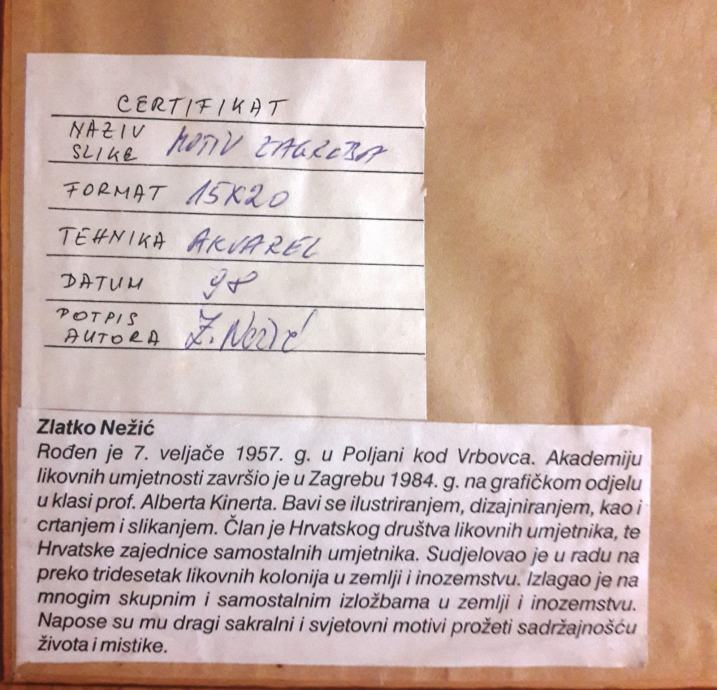 CERTIFIKAT
NAZIV
SLIKE MOTIV ZAGREBA
FORMAT 15X20
TEHNIKA AKVAREL
DATUM 98
POTPIS
AUTORA Z. Nežić
Zlatko Nežić
Rođen je 7. veljače 1957. g. u Poljani kod Vrbovca. Akademiju
likovnih umjetnosti završio je u Zagrebu 1984. g. na grafičkom odjelu
u klasi prof. Alberta Kinerta. Bavi se ilustriranjem, dizajniranjem, kao i
crtanjem i slikanjem. Član je Hrvatskog društva likovnih umjetnika, te
Hrvatske zajednice samostalnih umjetnika. Sudjelovao je u radu na
preko tridesetak likovnih kolonija u zemlji i inozemstvu. Izlagao je na
mnogim skupnim i samostalnim izložbama u zemlji i inozemstvu.
Napose su mu dragi sakralni i svjetovni motivi prožeti sadržajnošću
života i mistike.